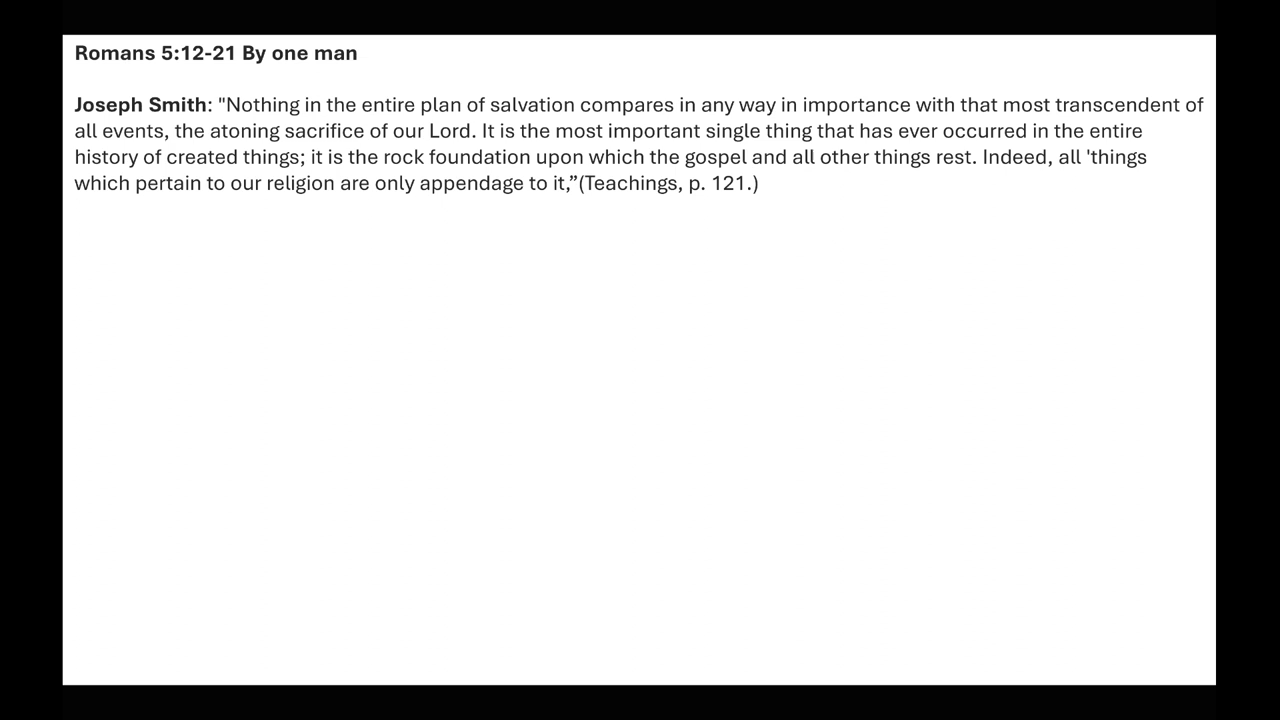 Romans 5:12-21 By one man
Joseph Smith: "Nothing in the entire plan of salvation compares in any way in importance with that most transcendent of
all events, the atoning sacrifice of our Lord. It is the most important single thing that has ever occurred in the entire
history of created things; it is the rock foundation upon which the gospel and all other things rest. Indeed, all 'things
which pertain to our religion are only appendage to it,”(Teachings, p. 121.)